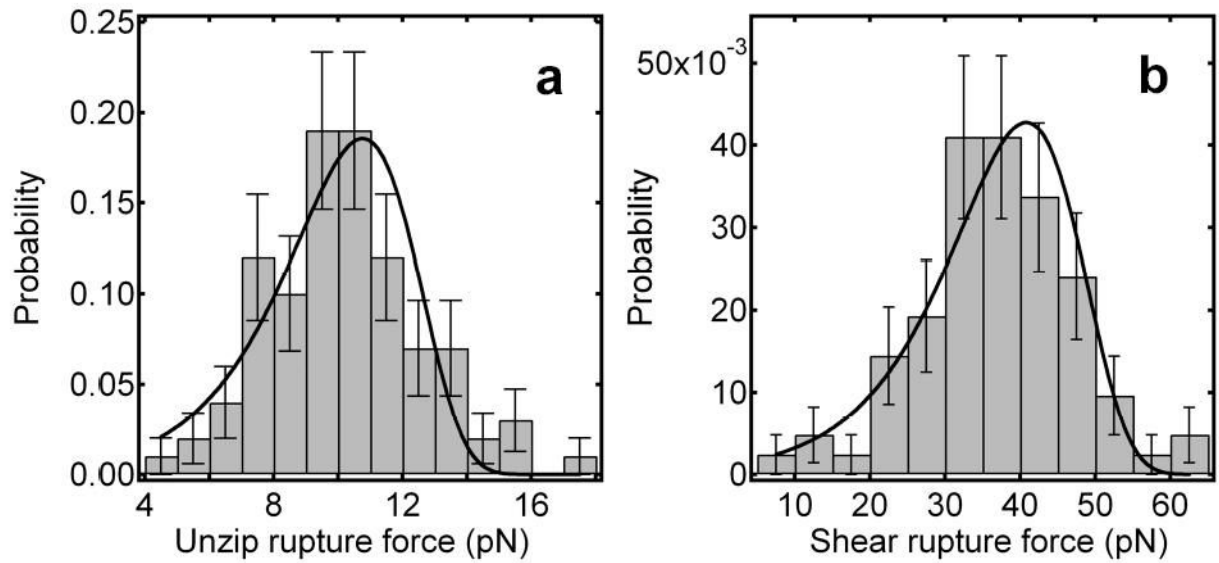 a
Probability
0.25
0.20
0.15
0.10
0.05
0.00
4 8 12 16
Unzip rupture force (pN)
b
Probability
50x10-3
40
30
20
10
0
10 20 30 40 50 60
Shear rupture force (pN)